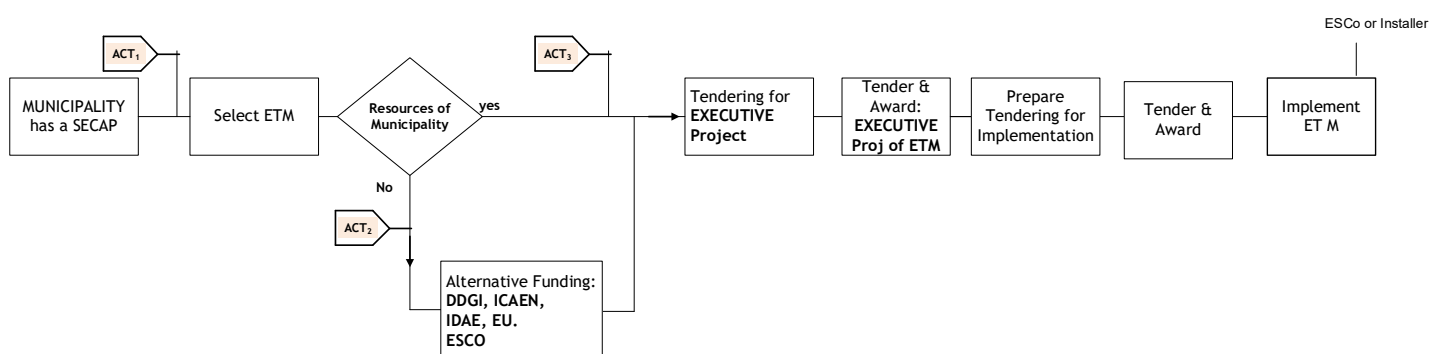 ESCo or Installer
ACT₁
ACT₃
MUNICIPALITY
has a SECAP
Select ETM
Resources of
Municipality
yes
Tendering for
EXECUTIVE
Project
Tender &
Award:
EXECUTIVE
Proj of ETM
Prepare
Tendering for
Implementation
Tender &
Award
Implement
ET M
No
ACT₂
Alternative Funding:
DDGI, ICAEN,
IDAE, EU.
ESCO